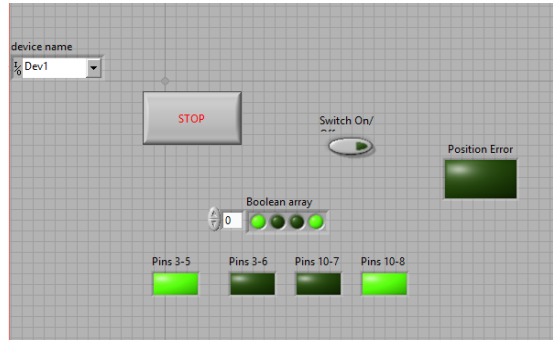 device name
Dev1
STOP
Switch On/
Position Error
Boolean array
0
Pins 3-5
Pins 3-6
Pins 10-7
Pins 10-8